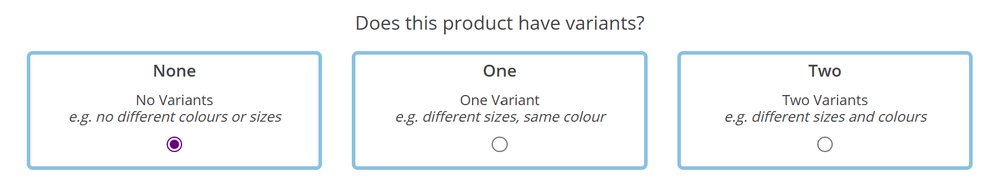 Does this product have variants?
None
No Variants
e.g. no different colours or sizes
One
One Variant
e.g. different sizes, same colour
Two
Two Variants
e.g. different sizes and colours